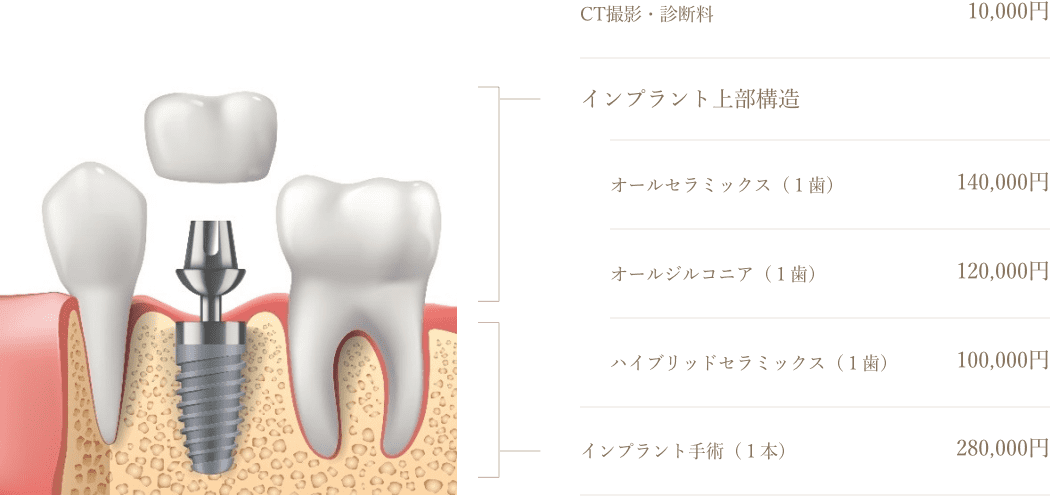 CT撮影・診断料 10,000円
インプラント上部構造
オールセラミックス（１歯） 140,000円
オールジルコニア（１歯） 120,000円
ハイブリッドセラミックス（１歯） 100,000円
インプラント手術（１本） 280,000円